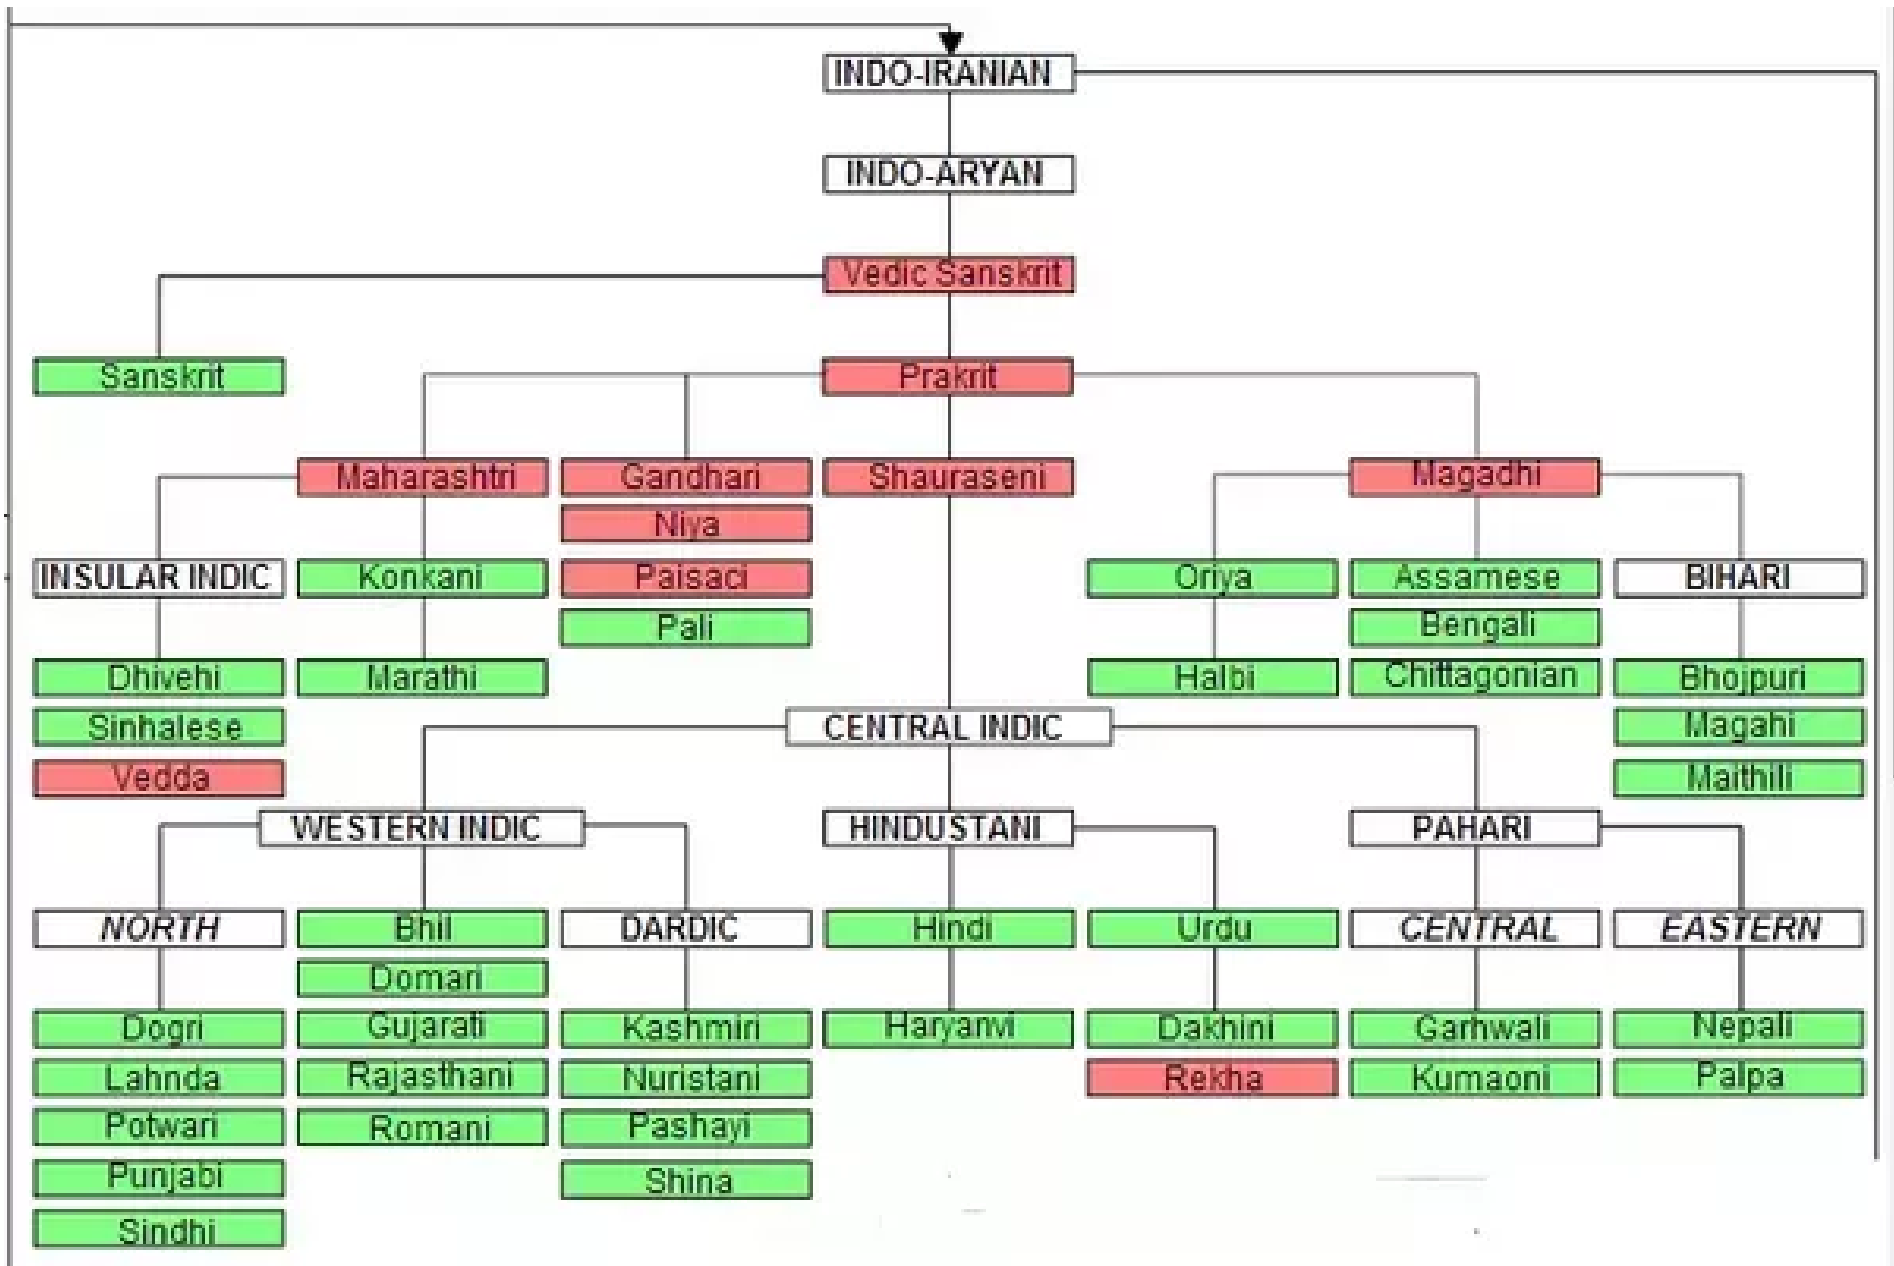 INDO-IRANIAN
INDO-ARYAN
Vedic Sanskrit
Sanskrit
Prakrit
Maharashtri
Gandhari
Shauraseni
Magadhi
Niya
INSULAR INDIC
Konkani
Paisaci
Oriya
Assamese
BIHARI
Pali
Bengali
Dhivehi
Marathi
Halbi
Chittagonian
Bhojpuri
Sinhalese
CENTRAL INDIC
Magahi
Vedda
Maithili
WESTERN INDIC
HINDUSTANI
PAHARI
NORTH
Bhil
DARDIC
Hindi
Urdu
CENTRAL
EASTERN
Domari
Dogri
Gujarati
Kashmiri
Haryanvi
Dakhini
Garhwali
Nepali
Lahnda
Rajasthani
Nuristani
Rekha
Kumaoni
Palpa
Potwari
Romani
Pashayi
Punjabi
Shina
Sindhi